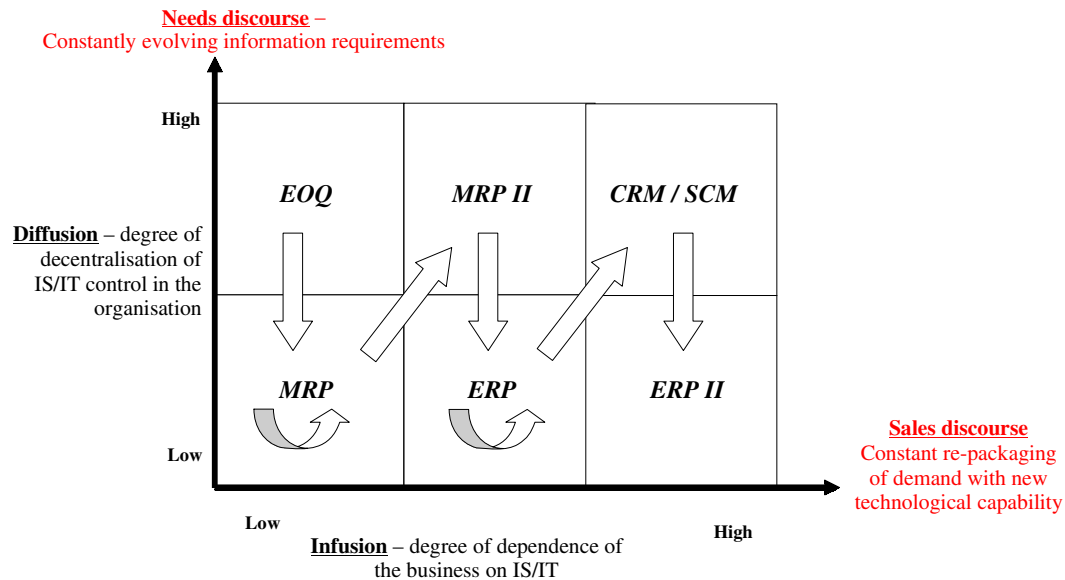 Needs discourse –
Constantly evolving information requirements
High
EOQ
MRP II
CRM / SCM
Diffusion – degree of
decentralisation of
IS/IT control in the
organisation
MRP
ERP
ERP II
Sales discourse
Constant re-packaging
of demand with new
technological capability
Low
Low
High
Infusion – degree of dependence of
the business on IS/IT